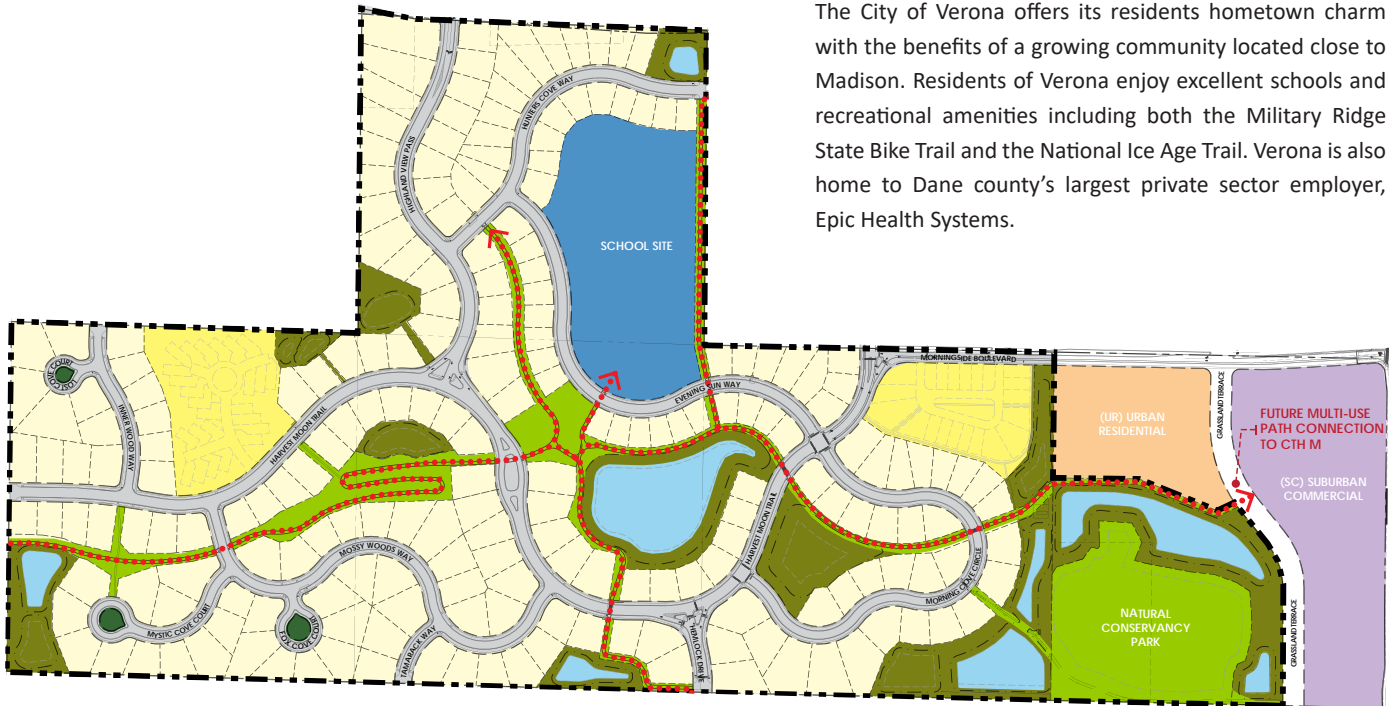 The City of Verona offers its residents hometown charm
with the benefits of a growing community located close to
Madison. Residents of Verona enjoy excellent schools and
recreational amenities including both the Military Ridge
State Bike Trail and the National Ice Age Trail. Verona is also
home to Dane county's largest private sector employer,
Epic Health Systems.
HUNTERS COVE WAY
HIGHLAND VIEW PASS
SCHOOL SITE
MORNINGSIDE BOULEVARD
LOST COVE COURT
INNER WOOD WAY
HARVEST MOON TRAIL
EVENING SUN WAY
(UR) URBAN
RESIDENTIAL
GRASSLAND TERRACE
FUTURE MULTI-USE
PATH CONNECTION
TO CTH M
(SC) SUBURBAN
COMMERCIAL
HARVEST MOON TRAIL
MOSSY WOODS WAY
MYSTIC COVE COURT
FOX COVE COURT
TAMARACK WAY
HEMLOCK DRIVE
MORNING COVE CIRCLE
NATURAL
CONSERVANCY
PARK
GRASSLAND TERRACE